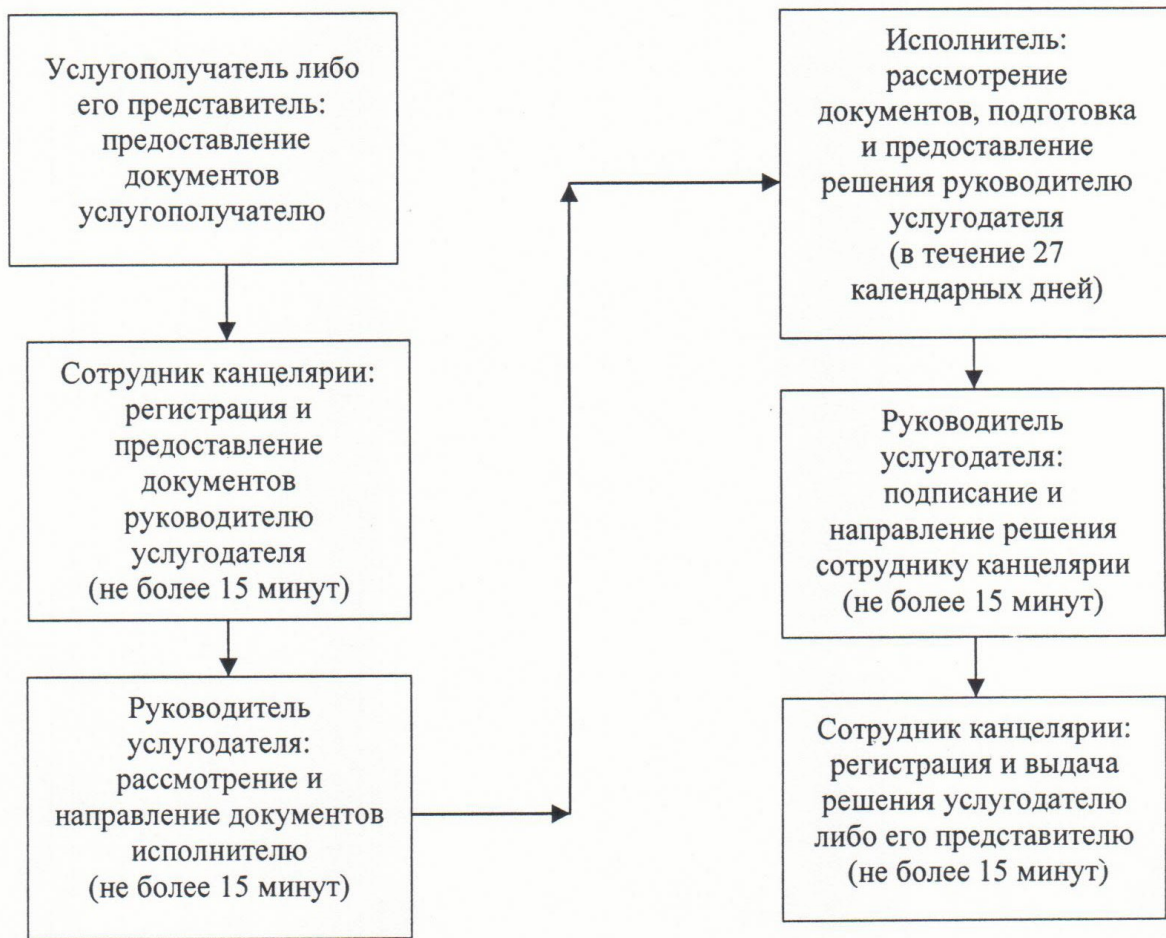 Услугополучатель либо
его представитель:
предоставление
документов
услугополучателю
Сотрудник канцелярии:
регистрация и
предоставление
документов
руководителю
услугодателя
(не более 15 минут)
Руководитель
услугодателя:
рассмотрение и
направление документов
исполнителю
(не более 15 минут)
Исполнитель:
рассмотрение
документов, подготовка
и предоставление
решения руководителю
услугодателя
(в течение 27
календарных дней)
Руководитель
услугодателя:
подписание и
направление решения
сотруднику канцелярии
(не более 15 минут)
Сотрудник канцелярии:
регистрация и выдача
решения услугодателю
либо его представителю
(не более 15 минут)